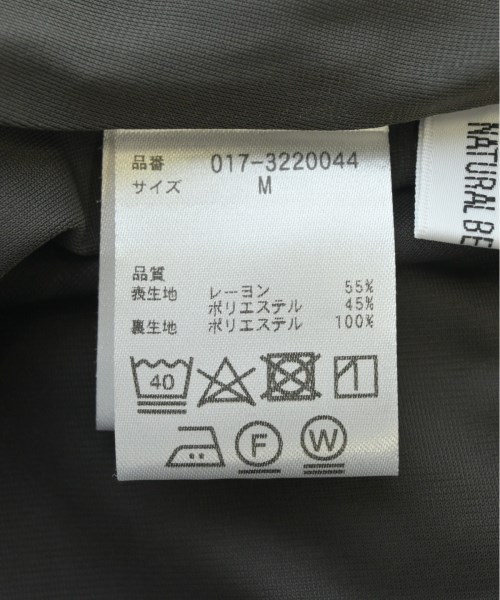 品番 017-3220044
サイズ M
品質
表生地 レーヨン 55%
ポリエステル 45%
裏生地 ポリエステル 100%
40
F W
NATURAL BE